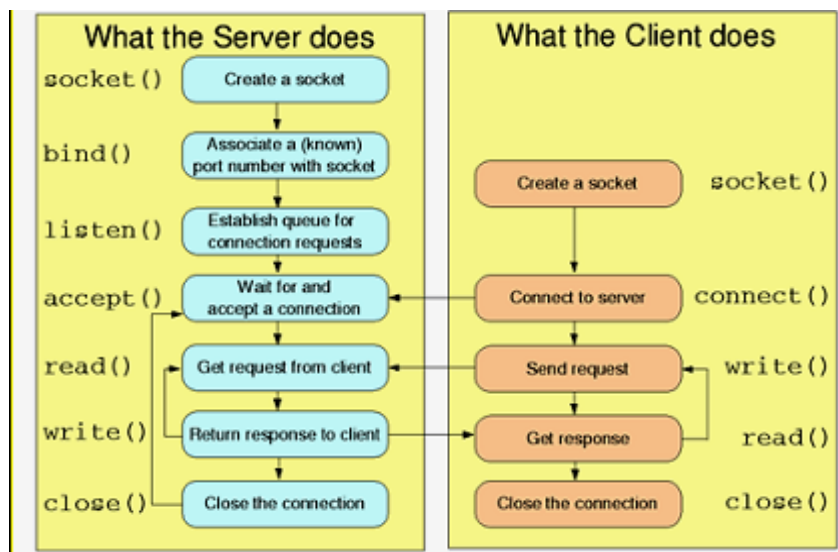 What the Server does
socket()
Create a socket
bind()
Associate a (known)
port number with socket
listen()
Establish queue for
connection requests
accept()
Wait for and
accept a connection
read()
Get request from client
write()
Return response to client
close()
Close the connection
What the Client does
Create a socket
socket()
Connect to server
connect()
Send request
write()
Get response
read()
Close the connection
close()